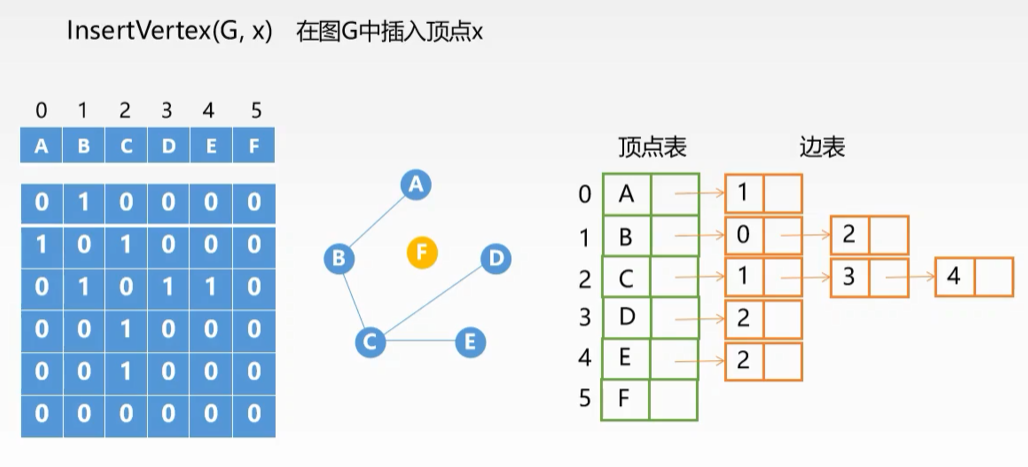 InsertVertex(G, x) 在图G中插入顶点x
0 1 2 3 4 5
A B C D E F
0 1 0 0 0 0
1 0 1 0 0 0
0 1 0 1 1 0
0 0 1 0 0 0
0 0 1 0 0 0
0 0 0 0 0 0
A
B
F
D
C
E
顶点表 边表
0 A 1
1 B 0 2
2 C 1 3 4
3 D 2
4 E 2
5 F